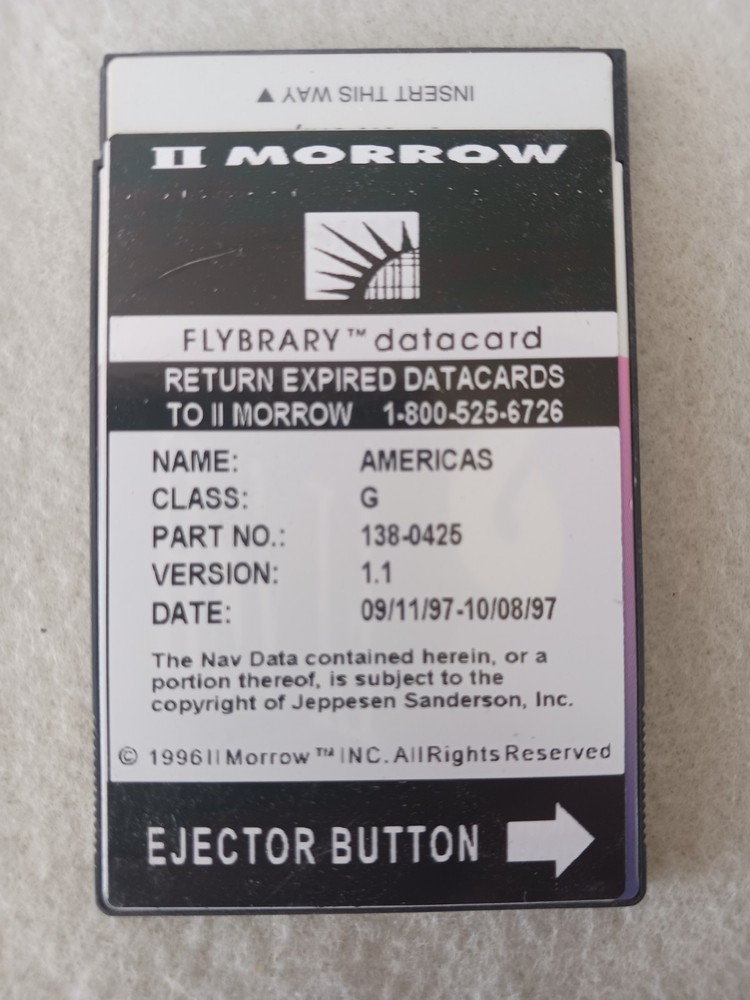 INSERT THIS WAY ▲
II MORROW
FLYBRARY™ datacard
RETURN EXPIRED DATACARDS
TO II MORROW 1-800-525-6726
NAME: AMERICAS
CLASS: G
PART NO.: 138-0425
VERSION: 1.1
DATE: 09/11/97-10/08/97
The Nav Data contained herein, or a
portion thereof, is subject to the
copyright of Jeppesen Sanderson, Inc.
© 1996 II Morrow™ INC. All Rights Reserved
EJECTOR BUTTON